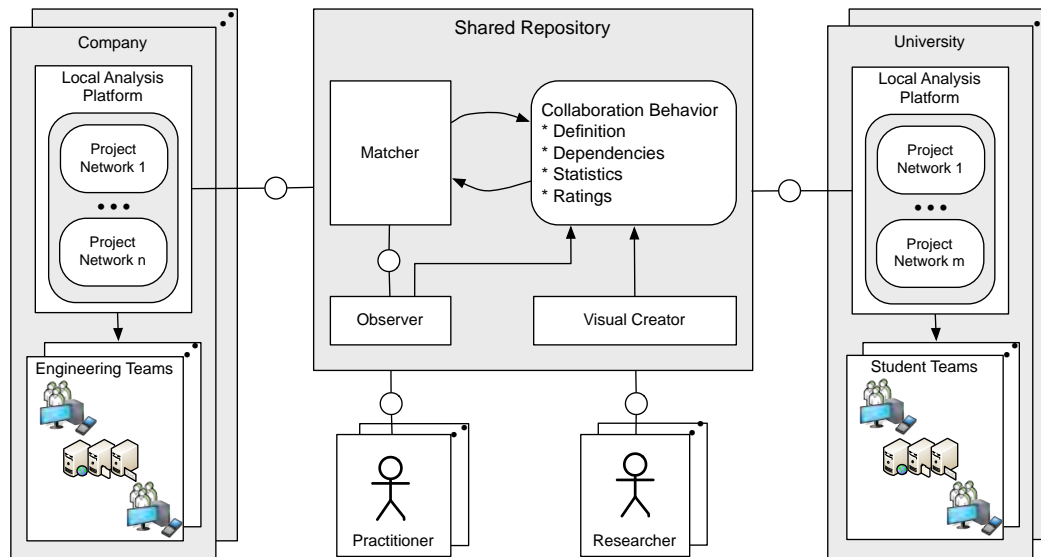 Company
Local Analysis
Platform
Project
Network 1
Project
Network n
Engineering Teams
Shared Repository
Matcher
Collaboration Behavior
* Definition
* Dependencies
* Statistics
* Ratings
Observer
Visual Creator
Practitioner
Researcher
University
Local Analysis
Platform
Project
Network 1
Project
Network m
Student Teams